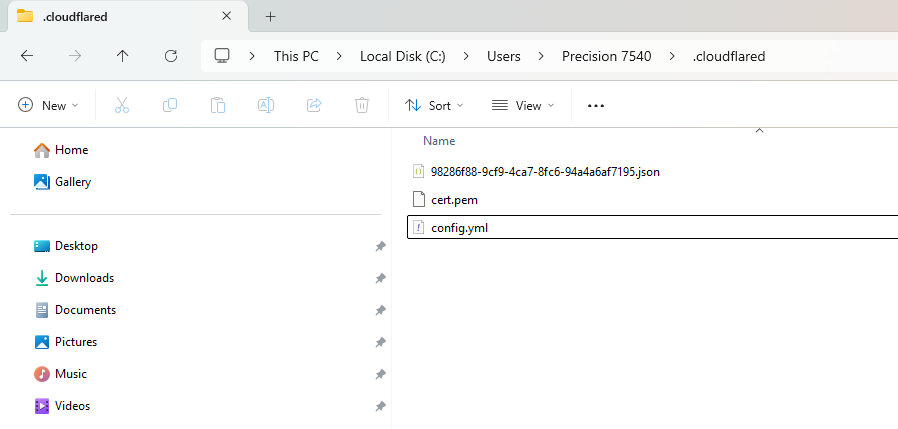 .cloudflared
This PC > Local Disk (C:) > Users > Precision 7540 > .cloudflared
New Sort View
Name
Home
Gallery
98286f88-9cf9-4ca7-8fc6-94a4a6af7195.json
cert.pem
config.yml
Desktop
Downloads
Documents
Pictures
Music
Videos